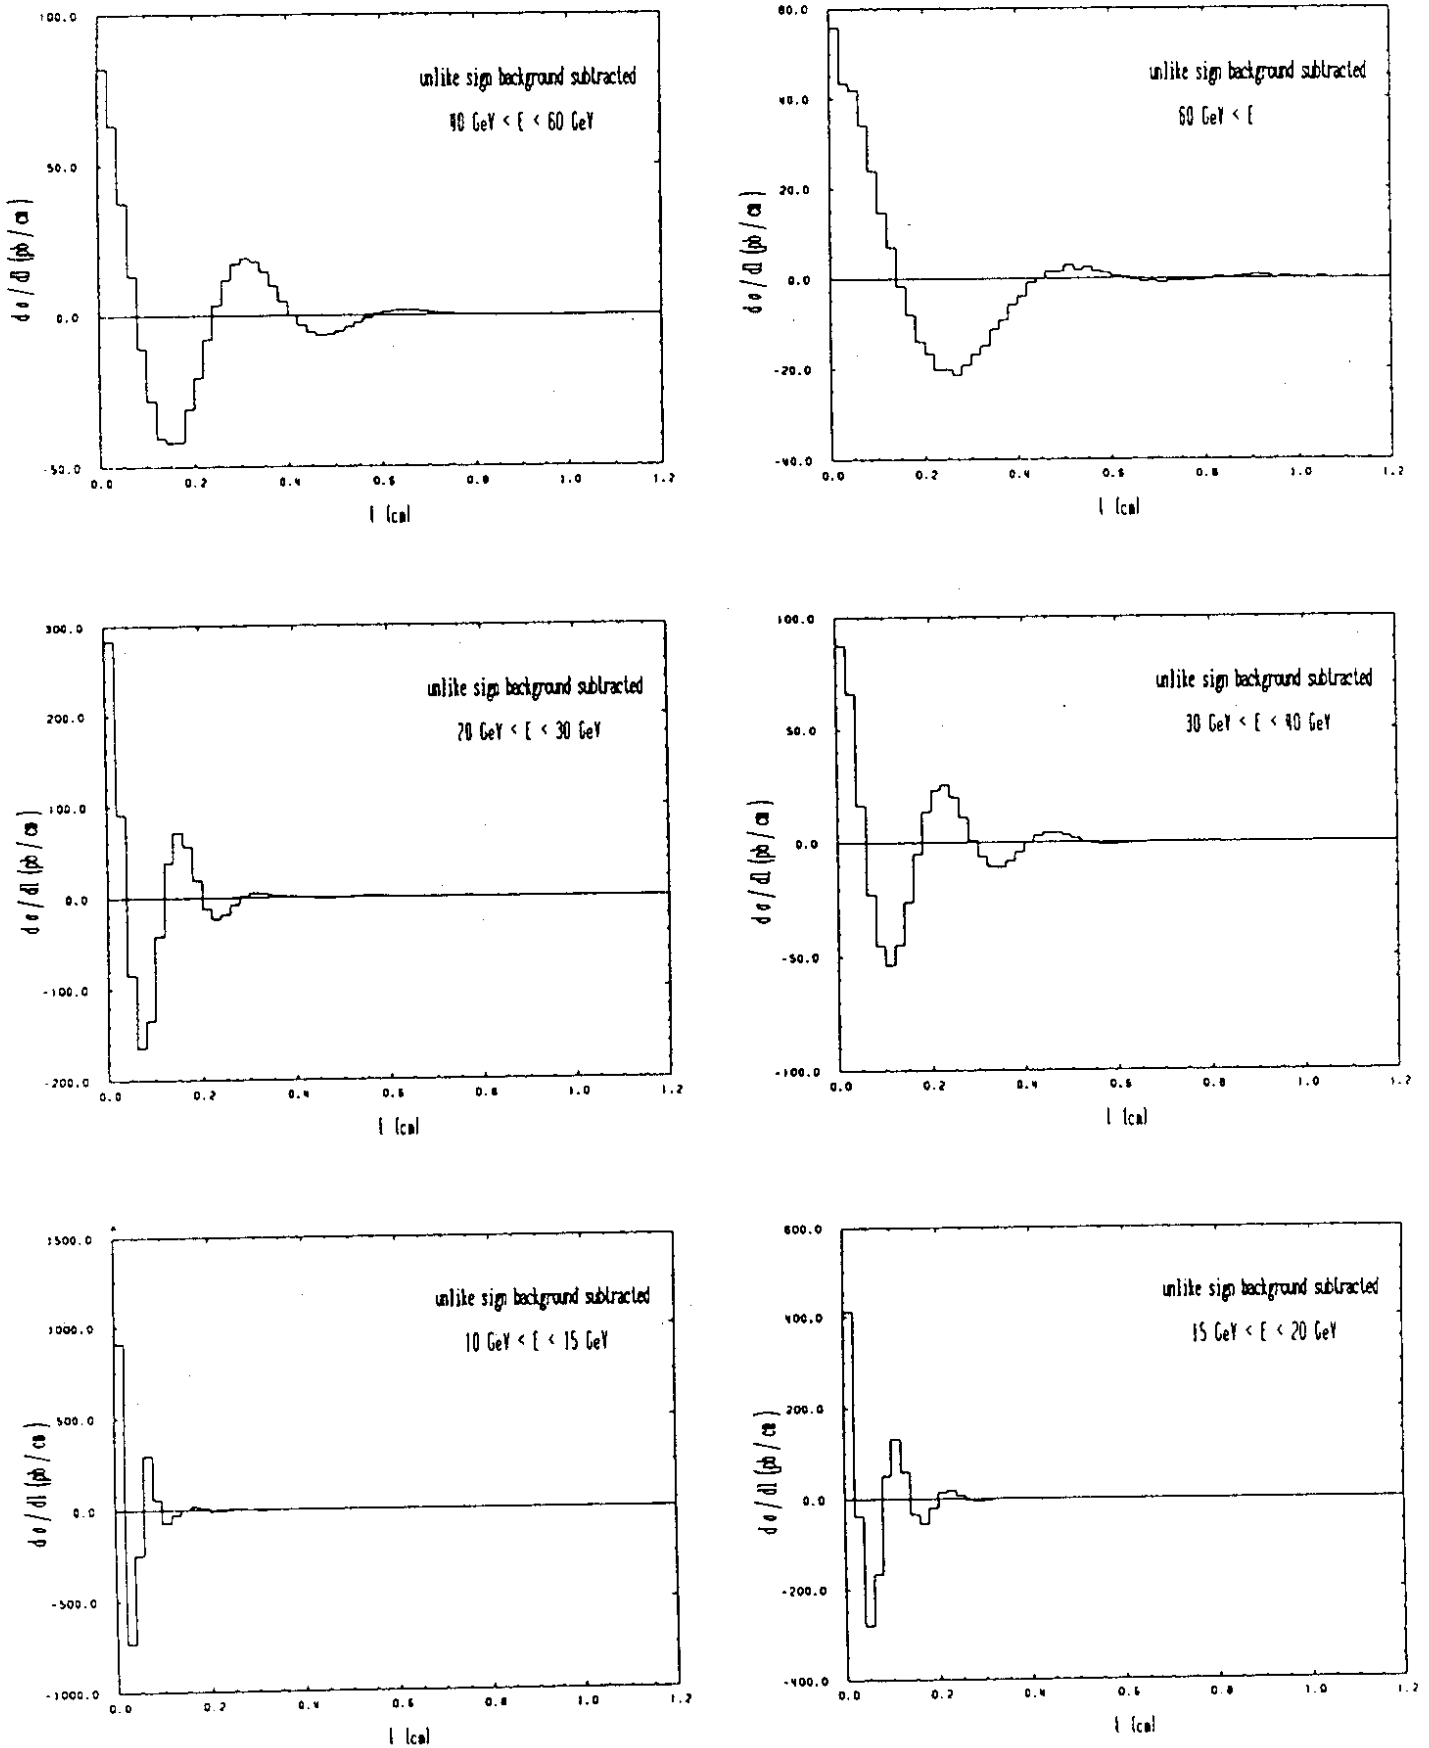 100.0
50.0
0.0
-50.0
0.0 0.2 0.4 0.6 0.8 1.0 1.2
dσ/dl (pb/cm)
l (cm)
unlike sign background subtracted
40 GeV < E < 60 GeV
60.0
40.0
20.0
0.0
-20.0
-40.0
0.0 0.2 0.4 0.6 0.8 1.0 1.2
dσ/dl (pb/cm)
l (cm)
unlike sign background subtracted
60 GeV < E
300.0
200.0
100.0
0.0
-100.0
-200.0
0.0 0.2 0.4 0.6 0.8 1.0 1.2
dσ/dl (pb/cm)
l (cm)
unlike sign background subtracted
20 GeV < E < 30 GeV
100.0
50.0
0.0
-50.0
-100.0
0.0 0.2 0.4 0.6 0.8 1.0 1.2
dσ/dl (pb/cm)
l (cm)
unlike sign background subtracted
30 GeV < E < 40 GeV
1500.0
1000.0
500.0
0.0
-500.0
-1000.0
0.0 0.2 0.4 0.6 0.8 1.0 1.2
dσ/dl (pb/cm)
l (cm)
unlike sign background subtracted
10 GeV < E < 15 GeV
600.0
400.0
200.0
0.0
-200.0
-400.0
0.0 0.2 0.4 0.6 0.8 1.0 1.2
dσ/dl (pb/cm)
l (cm)
unlike sign background subtracted
15 GeV < E < 20 GeV